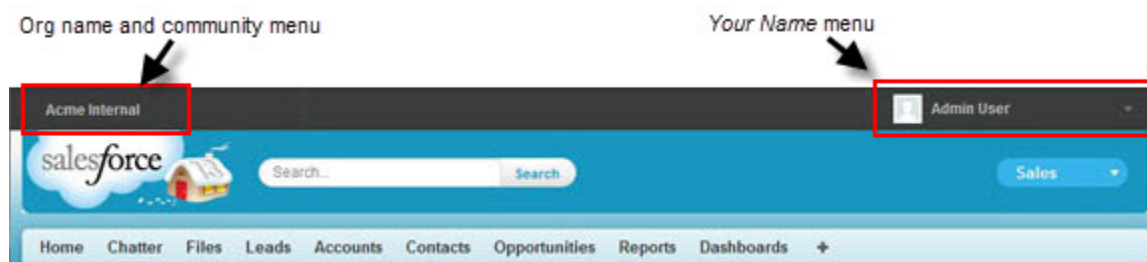 Org name and community menu
Your Name menu
Acme Internal
Admin User
salesforce
Search...
Search
Sales
Home Chatter Files Leads Accounts Contacts Opportunities Reports Dashboards +